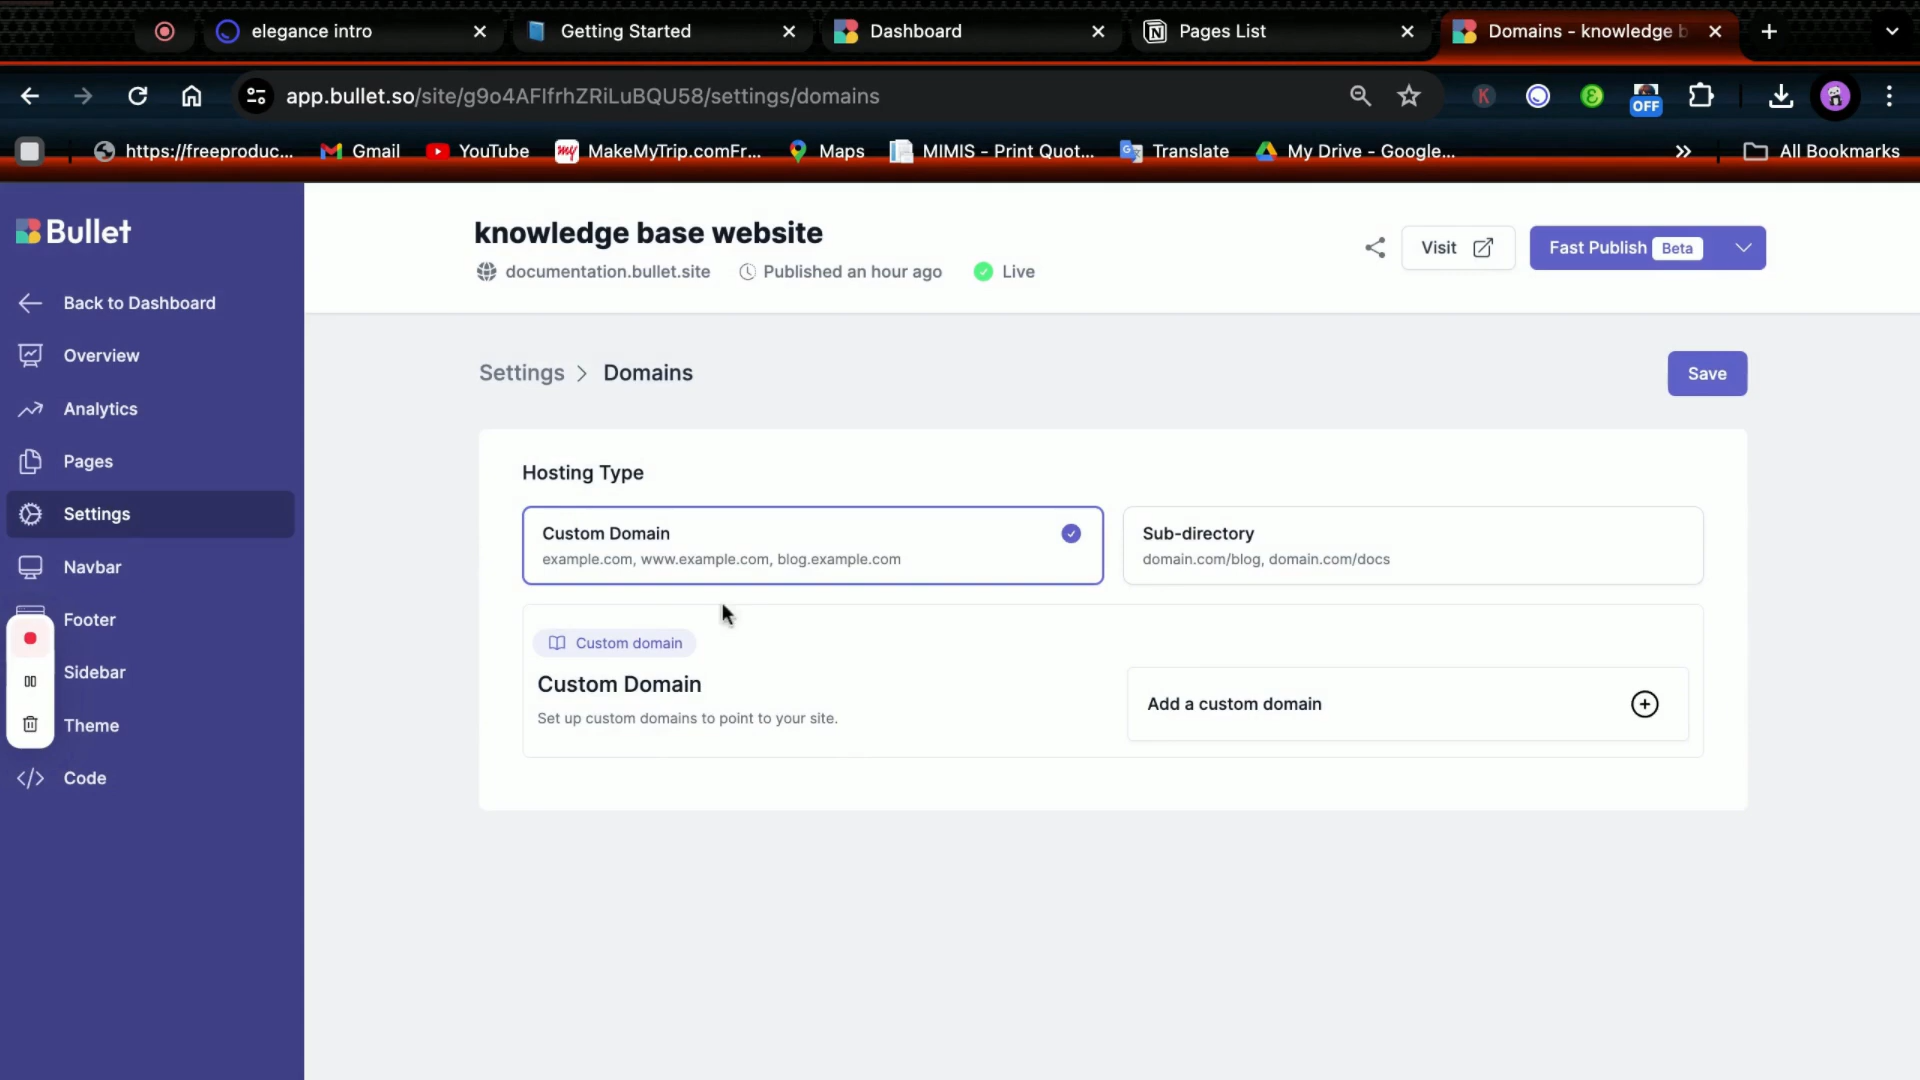 elegance intro
Getting Started
Dashboard
Pages List
Domains - knowledge b
app.bullet.so/site/g9o4AFIfrhZRiLuBQU58/settings/domains
OFF
https://freeproduc...
Gmail
YouTube
MakeMyTrip.comFr...
Maps
MIMIS - Print Quot...
Translate
My Drive - Google...
All Bookmarks
Bullet
Back to Dashboard
Overview
Analytics
Pages
Settings
Navbar
Footer
Sidebar
Theme
Code
knowledge base website
documentation.bullet.site
Published an hour ago
Live
Visit
Fast Publish Beta
Settings > Domains
Save
Hosting Type
Custom Domain
example.com, www.example.com, blog.example.com
Sub-directory
domain.com/blog, domain.com/docs
Custom domain
Custom Domain
Set up custom domains to point to your site.
Add a custom domain